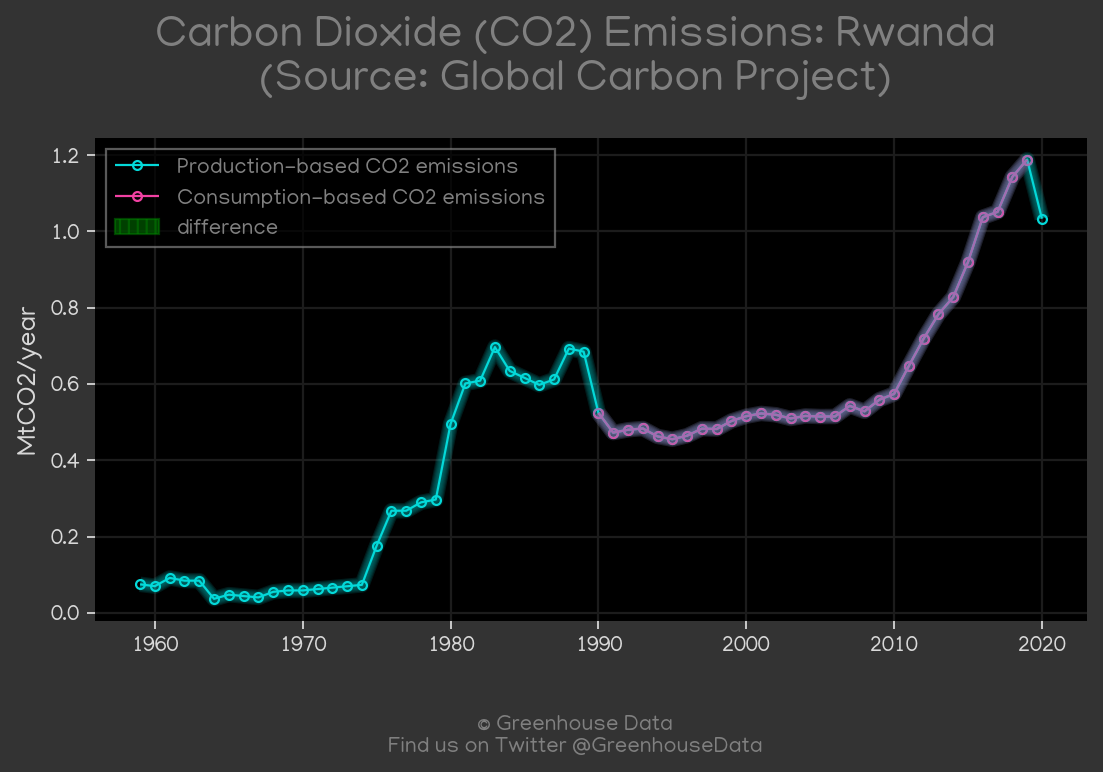 Carbon Dioxide (CO2) Emissions: Rwanda
(Source: Global Carbon Project)
Production-based CO2 emissions
Consumption-based CO2 emissions
difference
MtCO2/year
1.2
1.0
0.8
0.6
0.4
0.2
0.0
1960 1970 1980 1990 2000 2010 2020
© Greenhouse Data
Find us on Twitter @GreenhouseData